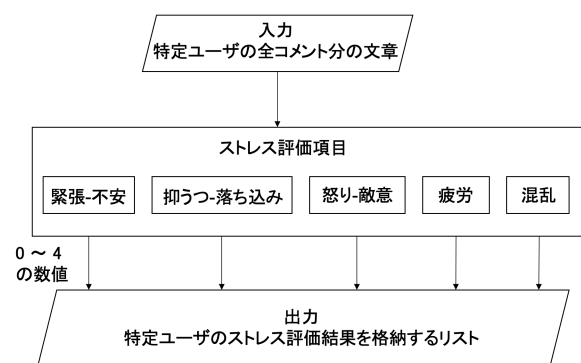 入力
特定ユーザの全コメント分の文章
ストレス評価項目
緊張-不安
抑うつ-落ち込み
怒り-敵意
疲労
混乱
0 ～ 4
の数値
出力
特定ユーザのストレス評価結果を格納するリスト